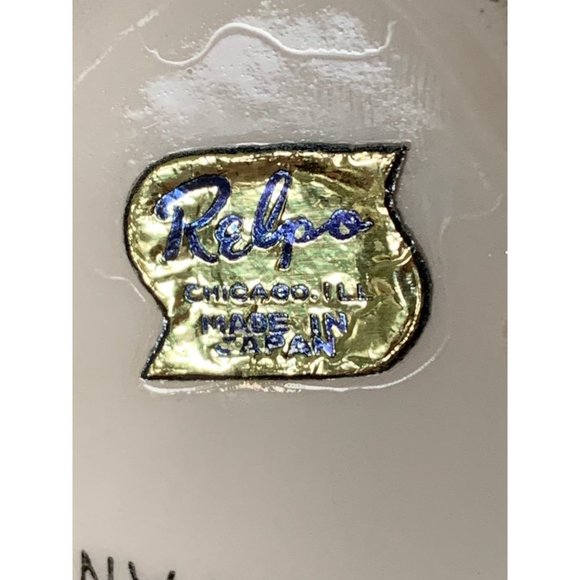 Relpo
CHICAGO. ILL
MADE IN
JAPAN